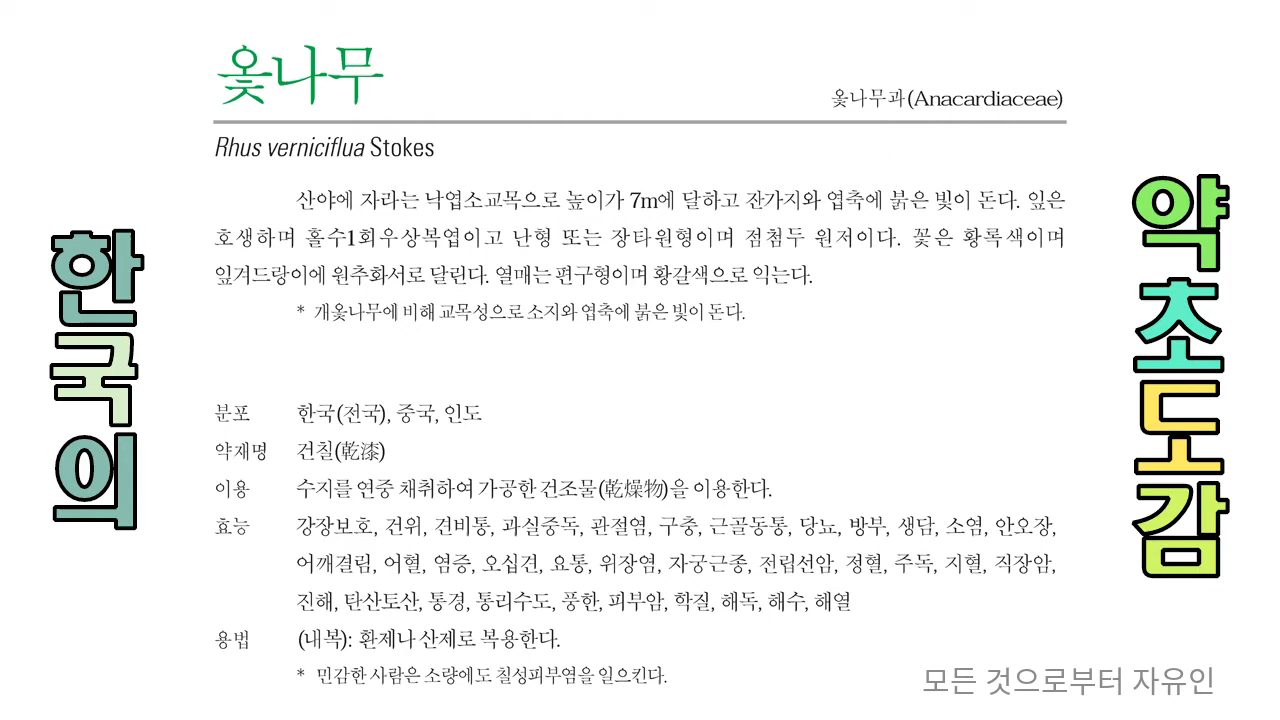 옻나무
옻나무과(Anacardiaceae)
Rhus verniciflua Stokes
산야에 자라는 낙엽소교목으로 높이가 7m에 달하고 잔가지와 엽축에 붉은 빛이 돈다. 잎은
호생하며 홀수1회우상복엽이고 난형 또는 장타원형이며 점첨두 원저이다. 꽃은 황록색이며
잎겨드랑이에 원추화서로 달린다. 열매는 편구형이며 황갈색으로 익는다.
* 개옻나무에 비해 교목성으로 소지와 엽축에 붉은 빛이 돈다.
분포 한국(전국), 중국, 인도
약재명 건칠(乾漆)
이용 수지를 연중 채취하여 가공한 건조물(乾燥物)을 이용한다.
효능 강장보호, 건위, 견비통, 과실중독, 관절염, 구충, 근골동통, 당뇨, 방부, 생담, 소염, 안오장,
어깨결림, 어혈, 염증, 오십견, 요통, 위장염, 자궁근종, 전립선암, 정혈, 주독, 지혈, 직장암,
진해, 탄산토산, 통경, 통리수도, 풍한, 피부암, 학질, 해독, 해수, 해열
용법 (내복): 환제나 산제로 복용한다.
* 민감한 사람은 소량에도 칠성피부염을 일으킨다.
한국의
약초도감
모든 것으로부터 자유인